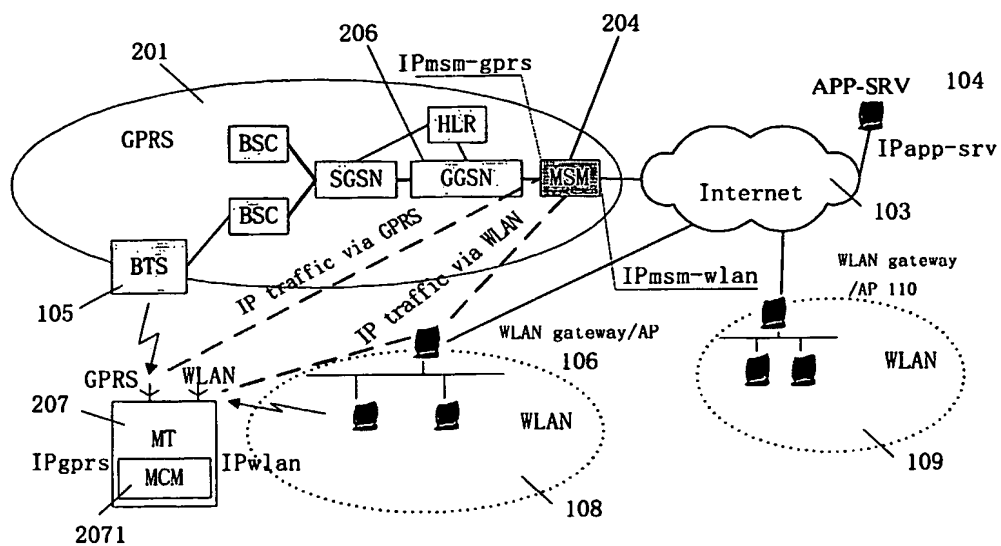 201
206
204
IPmsm-gprs
APP-SRV
104
GPRS
BSC
HLR
SGSN
GGSN
MSM
IPapp-srv
Internet
103
BSC
BTS
105
IP traffic via GPRS
IP traffic via WLAN
IPmsm-wlan
WLAN gateway
/AP 110
WLAN gateway/AP
106
GPRS
WLAN
207
MT
IPgprs
IPwlan
MCM
2071
WLAN
108
WLAN
109